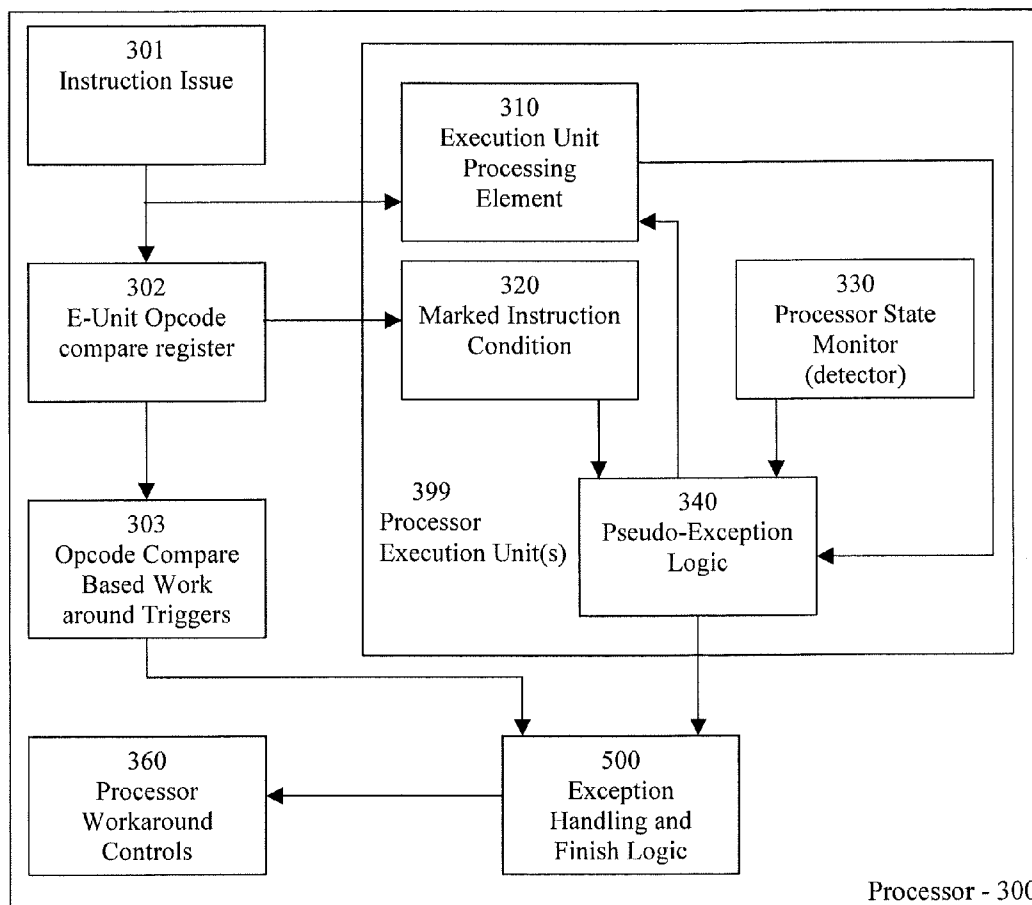 301
Instruction Issue
310
Execution Unit
Processing
Element
302
E-Unit Opcode
compare register
320
Marked Instruction
Condition
330
Processor State
Monitor
(detector)
303
Opcode Compare
Based Work
around Triggers
399
Processor
Execution Unit(s)
340
Pseudo-Exception
Logic
360
Processor
Workaround
Controls
500
Exception
Handling and
Finish Logic
Processor - 300